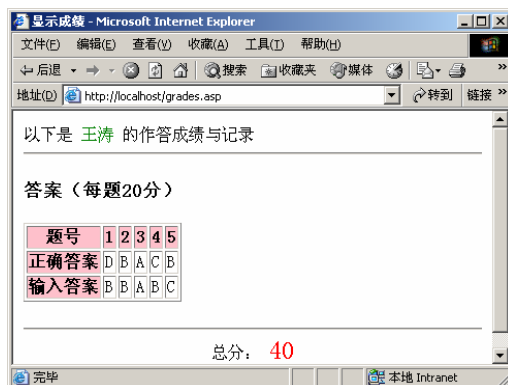 显示成绩 - Microsoft Internet Explorer
文件(F) 编辑(E) 查看(V) 收藏(A) 工具(T) 帮助(H)
后退 搜索 收藏夹 媒体 »
地址(D) http://localhost/grades.asp 转到 链接 »
以下是 王涛 的作答成绩与记录
答案（每题20分）
题号 1 2 3 4 5
正确答案 D B A C B
输入答案 B B A B C
总分： 40
完毕 本地 Intranet